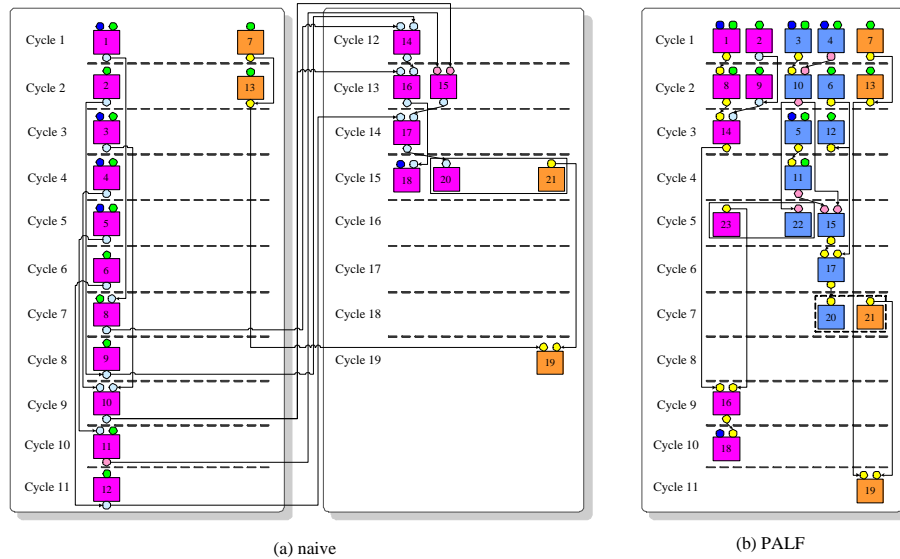 Cycle 1 1 7
Cycle 2 2 13
Cycle 3 3
Cycle 4 4
Cycle 5 5
Cycle 6 6
Cycle 7 8
Cycle 8 9
Cycle 9 10
Cycle 10 11
Cycle 11 12
Cycle 12 14
Cycle 13 16 15
Cycle 14 17
Cycle 15 18 20 21
Cycle 16
Cycle 17
Cycle 18
Cycle 19 19
(a) naive
Cycle 1 1 2 3 4 7
Cycle 2 8 9 10 6 13
Cycle 3 14 5 12
Cycle 4 11
Cycle 5 23 22 15
Cycle 6 17
Cycle 7 20 21
Cycle 8
Cycle 9 16
Cycle 10 18
Cycle 11 19
(b) PALF